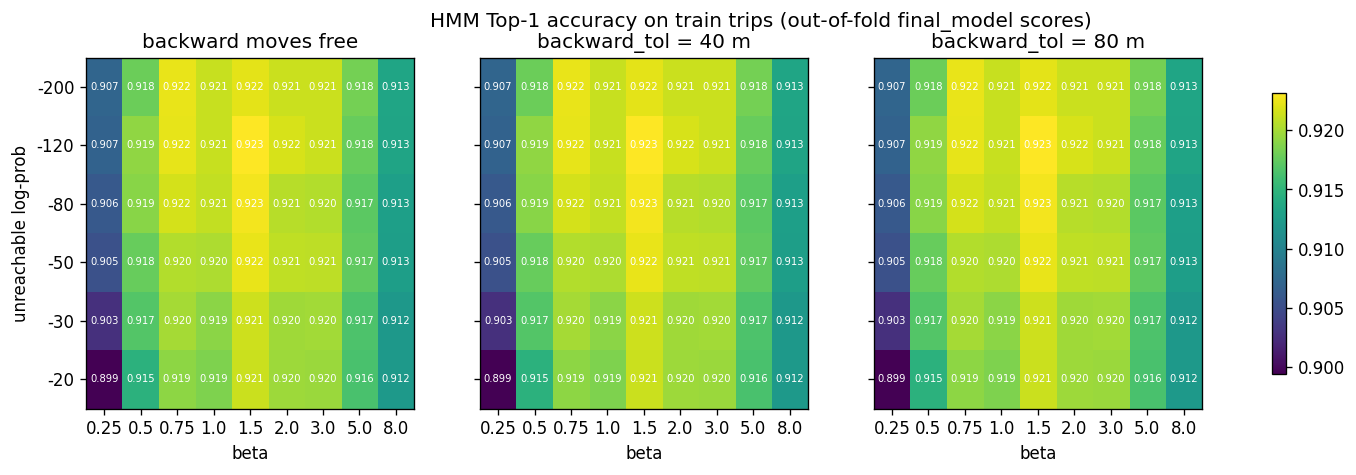 HMM Top-1 accuracy on train trips (out-of-fold final_model scores)
backward moves free
backward_tol = 40 m
backward_tol = 80 m
unreachable log-prob
-200 0.907 0.918 0.922 0.921 0.922 0.921 0.921 0.918 0.913 0.907 0.918 0.922 0.921 0.922 0.921 0.921 0.918 0.913 0.907 0.918 0.922 0.921 0.922 0.921 0.921 0.918 0.913
-120 0.907 0.919 0.922 0.921 0.923 0.922 0.921 0.918 0.913 0.907 0.919 0.922 0.921 0.923 0.922 0.921 0.918 0.913 0.907 0.919 0.922 0.921 0.923 0.922 0.921 0.918 0.913
-80 0.906 0.919 0.922 0.921 0.923 0.921 0.920 0.917 0.913 0.906 0.919 0.922 0.921 0.923 0.921 0.920 0.917 0.913 0.906 0.919 0.922 0.921 0.923 0.921 0.920 0.917 0.913
-50 0.905 0.918 0.920 0.920 0.922 0.921 0.921 0.917 0.913 0.905 0.918 0.920 0.920 0.922 0.921 0.921 0.917 0.913 0.905 0.918 0.920 0.920 0.922 0.921 0.921 0.917 0.913
-30 0.903 0.917 0.920 0.919 0.921 0.920 0.920 0.917 0.912 0.903 0.917 0.920 0.919 0.921 0.920 0.920 0.917 0.912 0.903 0.917 0.920 0.919 0.921 0.920 0.920 0.917 0.912
-20 0.899 0.915 0.919 0.919 0.921 0.920 0.920 0.916 0.912 0.899 0.915 0.919 0.919 0.921 0.920 0.920 0.916 0.912 0.899 0.915 0.919 0.919 0.921 0.920 0.920 0.916 0.912
0.25 0.5 0.75 1.0 1.5 2.0 3.0 5.0 8.0 0.25 0.5 0.75 1.0 1.5 2.0 3.0 5.0 8.0 0.25 0.5 0.75 1.0 1.5 2.0 3.0 5.0 8.0
beta
beta
beta
0.920
0.915
0.910
0.905
0.900